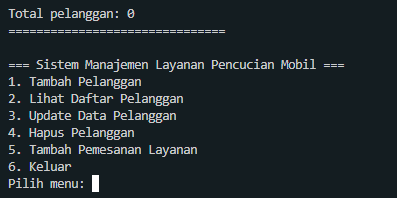 Total pelanggan: 0
===============================
=== Sistem Manajemen Layanan Pencucian Mobil ===
1. Tambah Pelanggan
2. Lihat Daftar Pelanggan
3. Update Data Pelanggan
4. Hapus Pelanggan
5. Tambah Pemesanan Layanan
6. Keluar
Pilih menu: